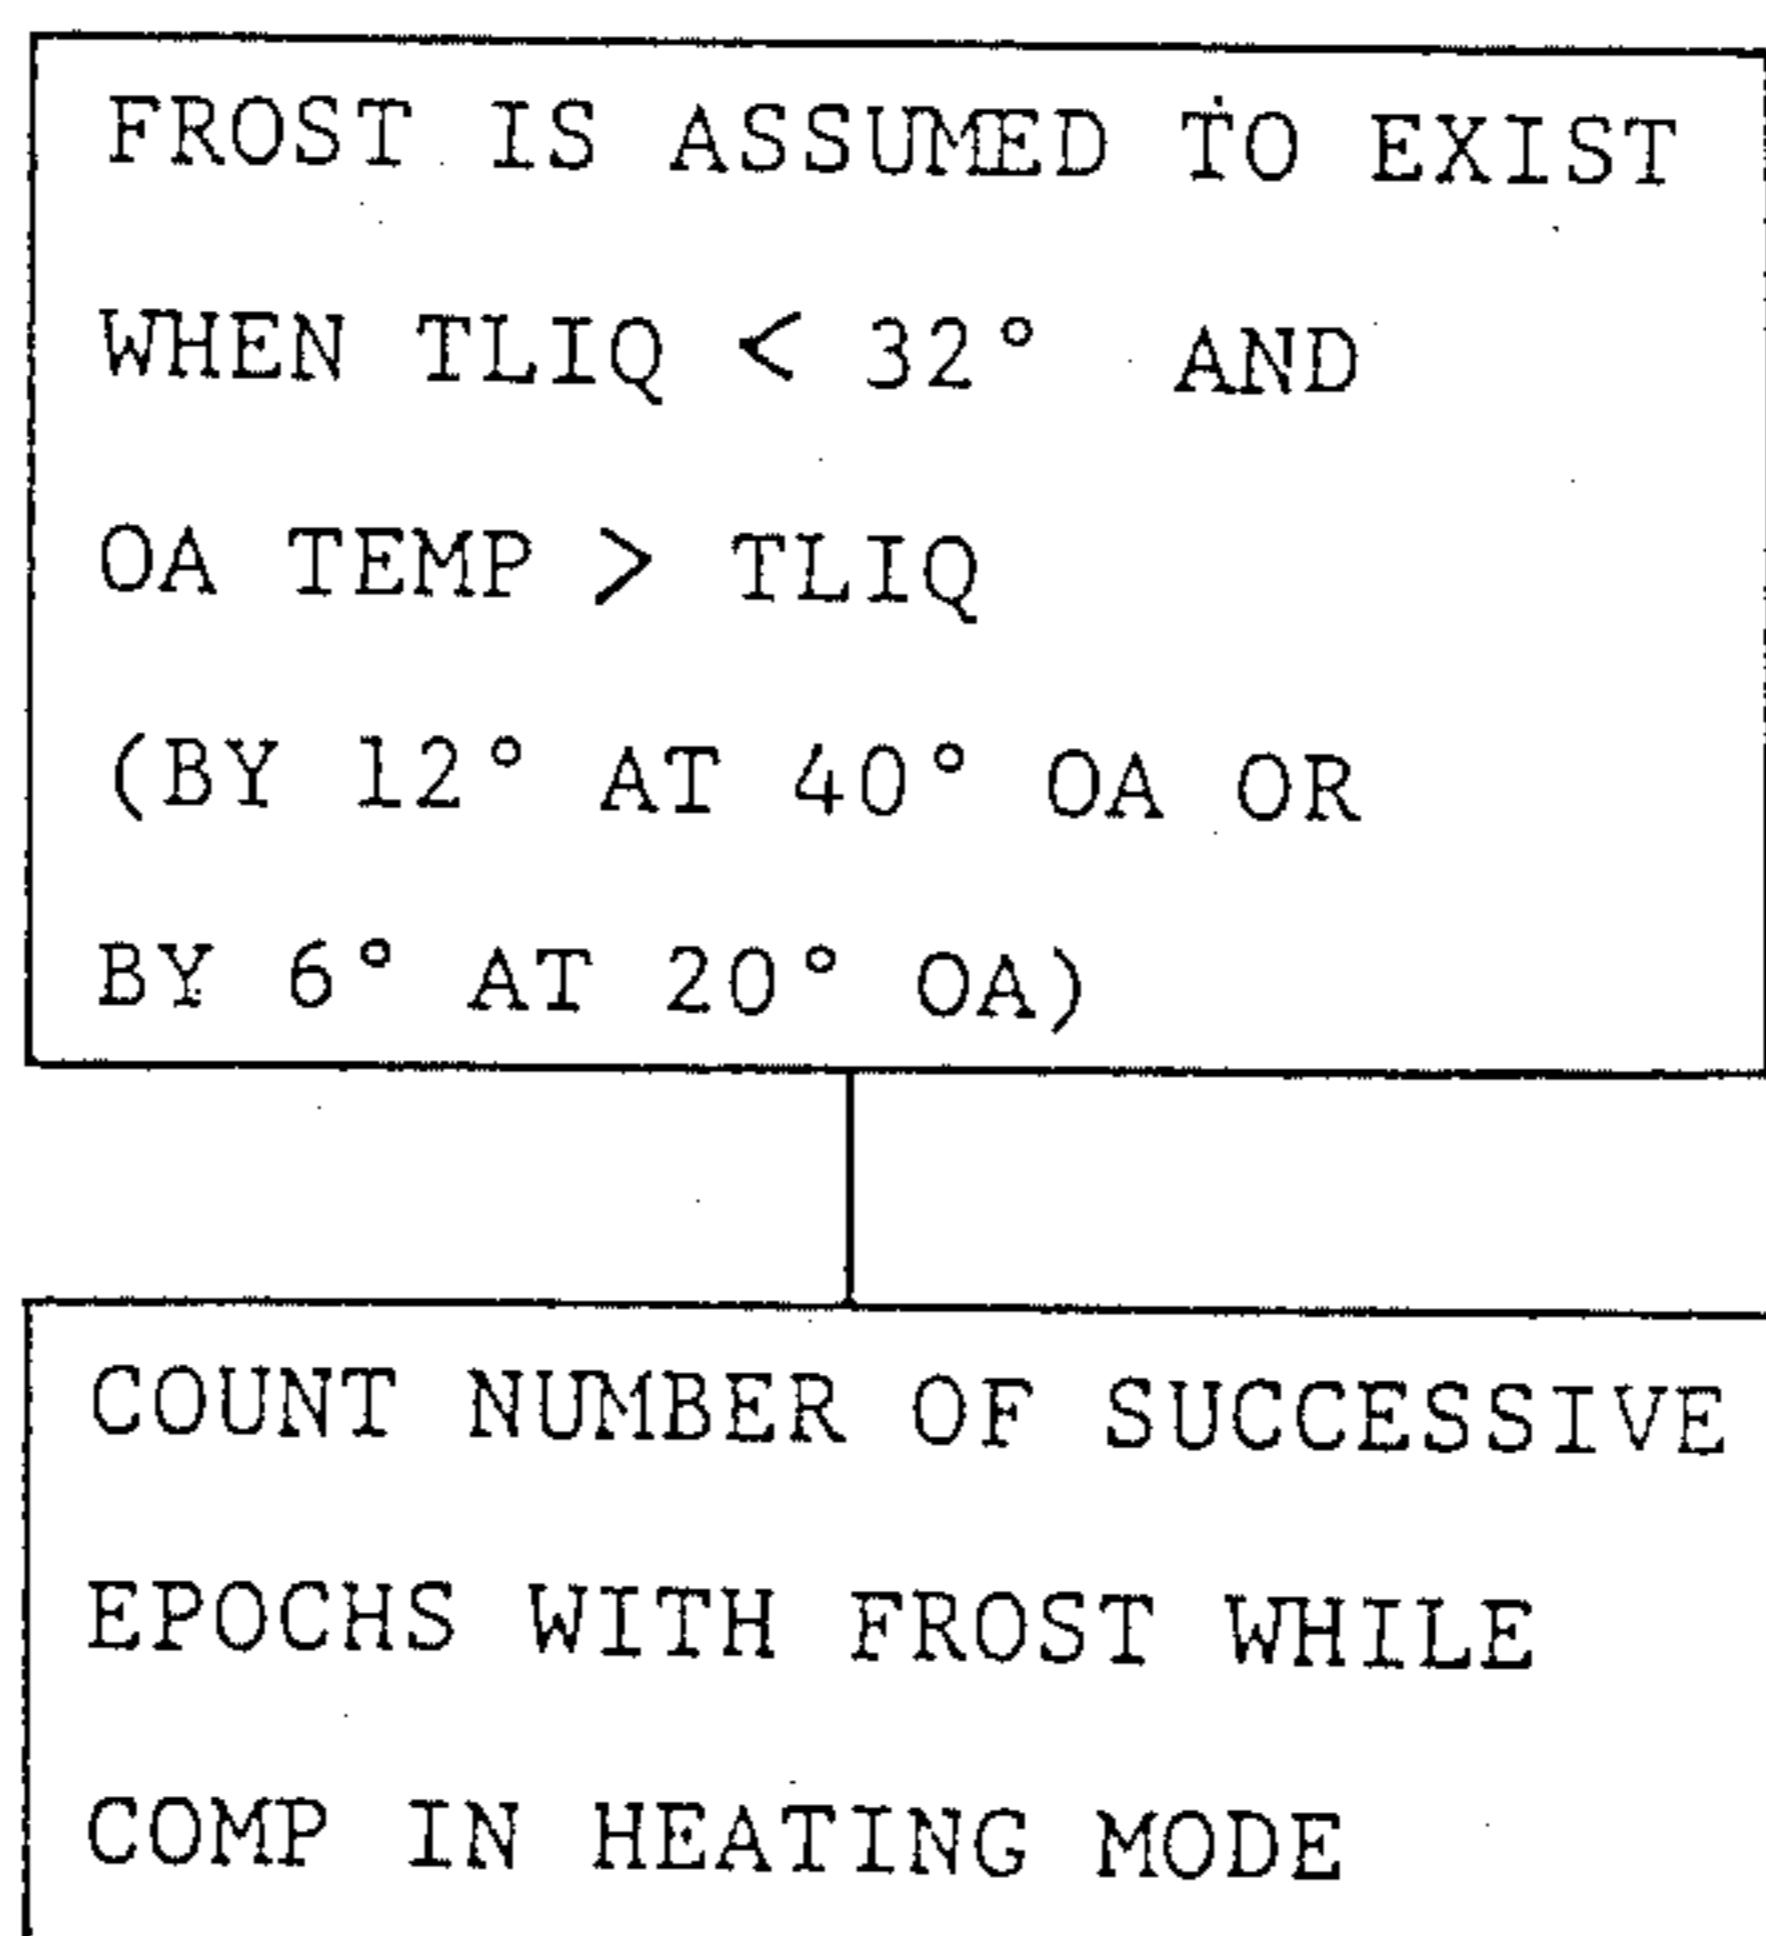 FROST IS ASSUMED TO EXIST
WHEN TLIQ < 32° AND
OA TEMP > TLIQ
(BY 12° AT 40° OA OR
BY 6° AT 20° OA)
COUNT NUMBER OF SUCCESSIVE
EPOCHS WITH FROST WHILE
COMP IN HEATING MODE